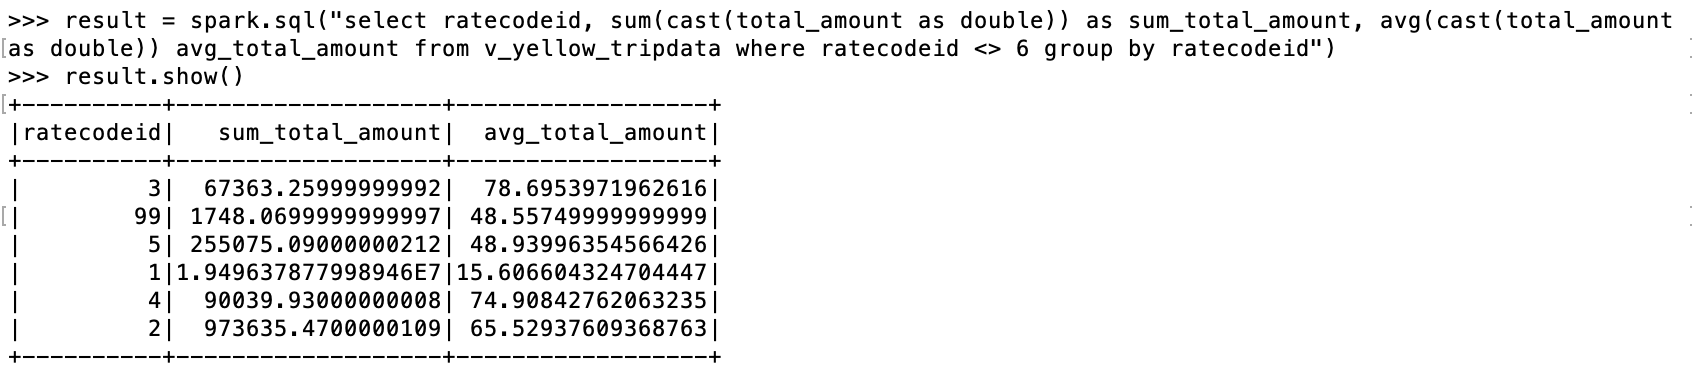 >>> result = spark.sql("select ratecodeid, sum(cast(total_amount as double)) as sum_total_amount, avg(cast(total_amount
as double)) avg_total_amount from v_yellow_tripdata where ratecodeid <> 6 group by ratecodeid")
>>> result.show()
+----------+-------------------+------------------+
|ratecodeid|   sum_total_amount|  avg_total_amount|
+----------+-------------------+------------------+
|         3|  67363.25999999992|  78.6953971962616|
|        99| 1748.0699999999997| 48.55749999999999|
|         5| 255075.09000000212| 48.93996354566426|
|         1|1.949637877998946E7|15.606604324704447|
|         4|  90039.93000000008| 74.90842762063235|
|         2|  973635.4700000109| 65.52937609368763|
+----------+-------------------+------------------+